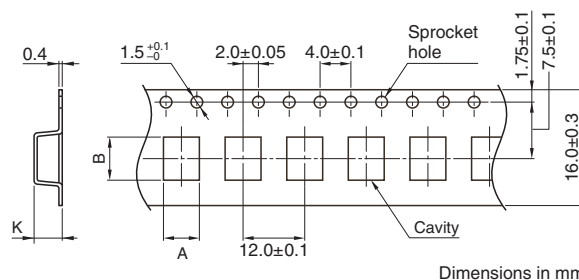 0.4
1.5 +0.1 -0
2.0±0.05
4.0±0.1
Sprocket
hole
1.75±0.1
7.5±0.1
16.0±0.3
B
K
A
12.0±0.1
Cavity
Dimensions in mm